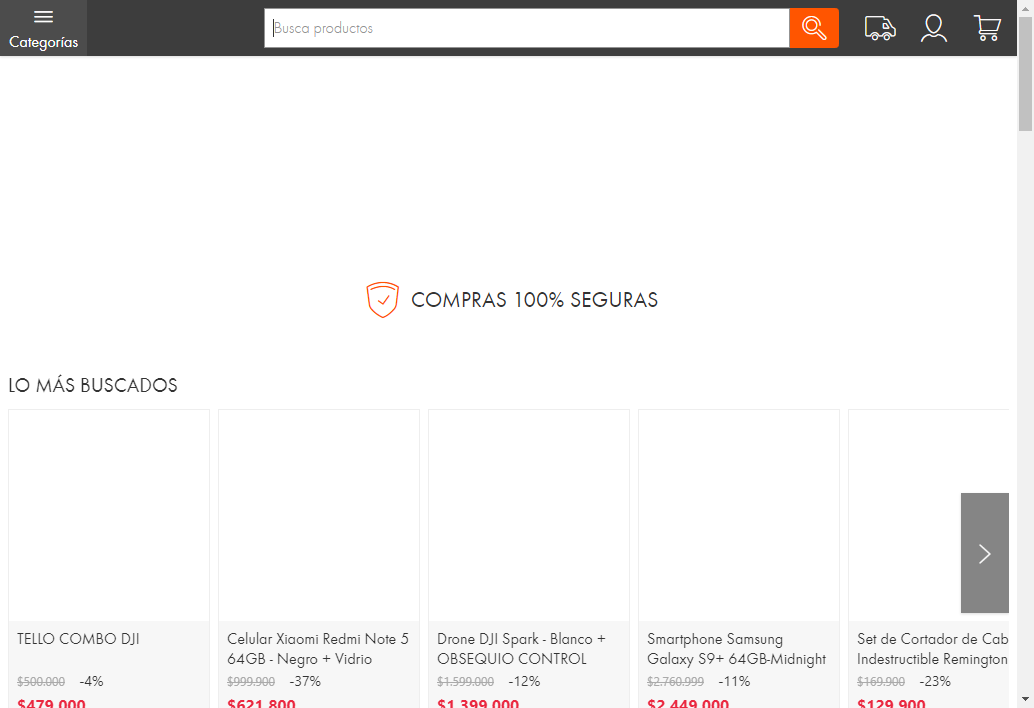 Categorías
Busca productos
COMPRAS 100% SEGURAS
LO MÁS BUSCADOS
TELLO COMBO DJI
$500.000 -4%
$479.000
Celular Xiaomi Redmi Note 5
64GB - Negro + Vidrio
$999.900 -37%
$621.800
Drone DJI Spark - Blanco +
OBSEQUIO CONTROL
$1.599.000 -12%
$1.399.000
Smartphone Samsung
Galaxy S9+ 64GB-Midnight
$2.760.999 -11%
$2.449.000
Set de Cortador de Cab
Indestructible Remington
$169.900 -23%
$129.900